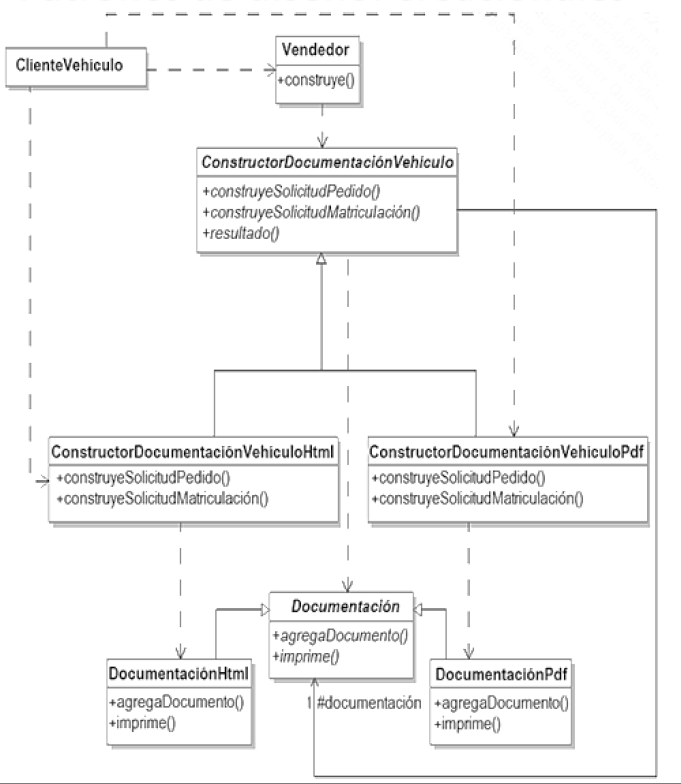 ClienteVehiculo
Vendedor
+construye()
ConstructorDocumentaciónVehiculo
+construyeSolicitudPedido()
+construyeSolicitudMatriculación()
+resultado()
ConstructorDocumentaciónVehiculoHtml
+construyeSolicitudPedido()
+construyeSolicitudMatriculación()
ConstructorDocumentaciónVehiculoPdf
+construyeSolicitudPedido()
+construyeSolicitudMatriculación()
Documentación
+agregaDocumento()
+imprime()
DocumentaciónHtml
+agregaDocumento()
+imprime()
1 #documentación
DocumentaciónPdf
+agregaDocumento()
+imprime()